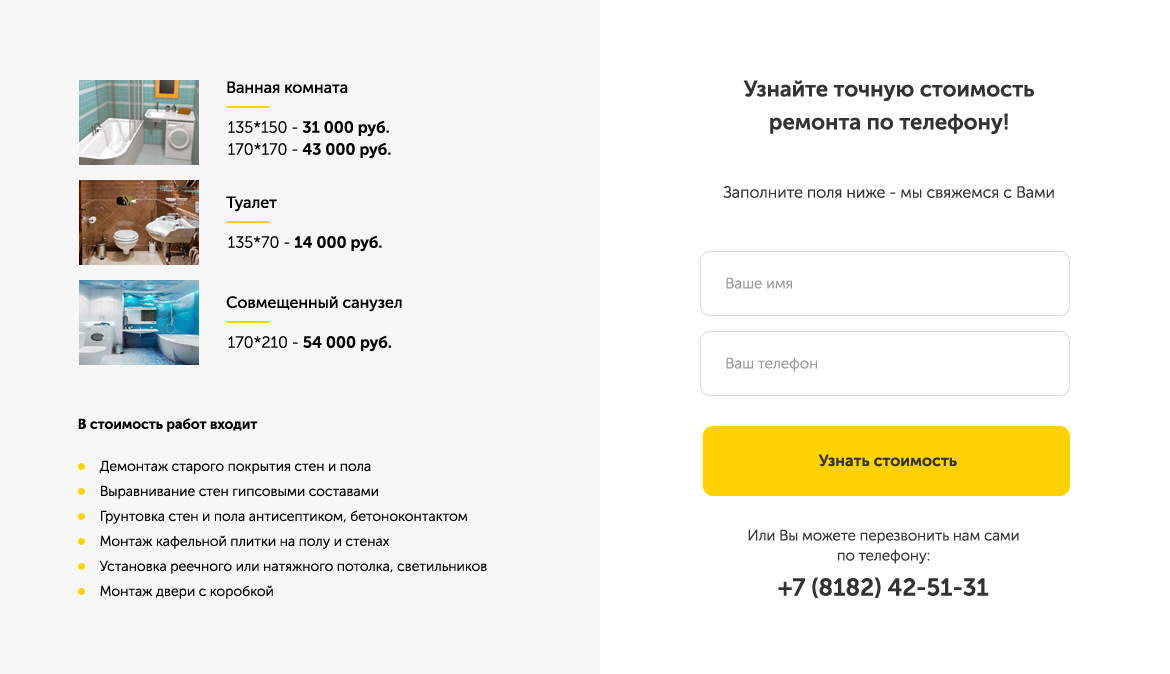 Ванная комната
135*150 - 31 000 руб.
170*170 - 43 000 руб.
Туалет
135*70 - 14 000 руб.
Совмещенный санузел
170*210 - 54 000 руб.
В стоимость работ входит
Демонтаж старого покрытия стен и пола
Выравнивание стен гипсовыми составами
Грунтовка стен и пола антисептиком, бетоноконтактом
Монтаж кафельной плитки на полу и стенах
Установка реечного или натяжного потолка, светильников
Монтаж двери с коробкой
Узнайте точную стоимость
ремонта по телефону!
Заполните поля ниже - мы свяжемся с Вами
Ваше имя
Ваш телефон
Узнать стоимость
Или Вы можете перезвонить нам сами
по телефону:
+7 (8182) 42-51-31